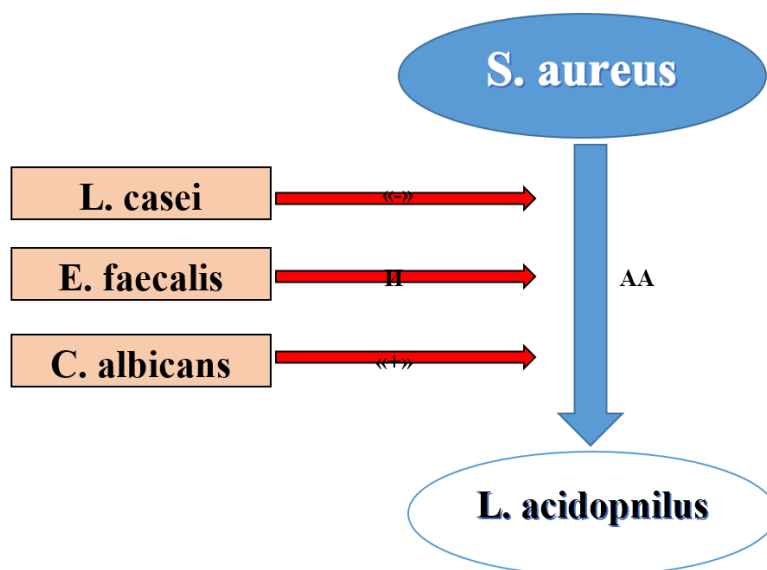 S. aureus
L. casei
«-»
E. faecalis
И
AA
C. albicans
«+»
L. acidopnilus